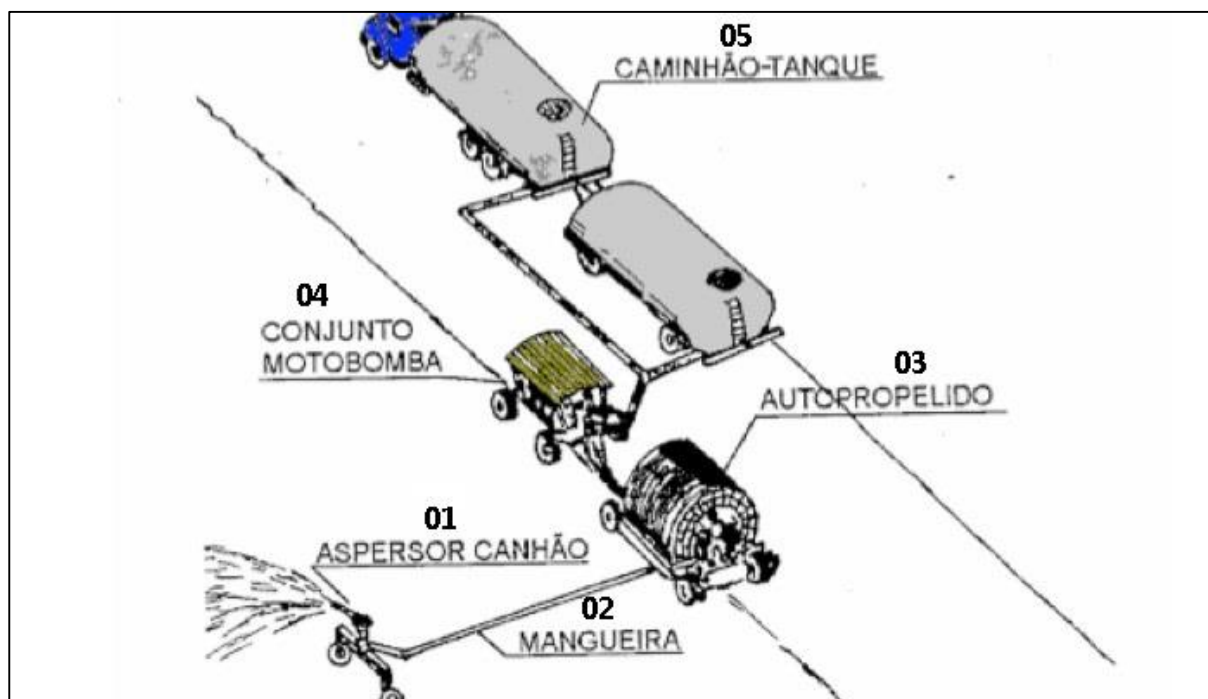 05
CAMINHÃO-TANQUE
04
CONJUNTO
MOTOBOMBA
03
AUTOPROPELIDO
01
ASPERSOR CANHÃO
02
MANGUEIRA